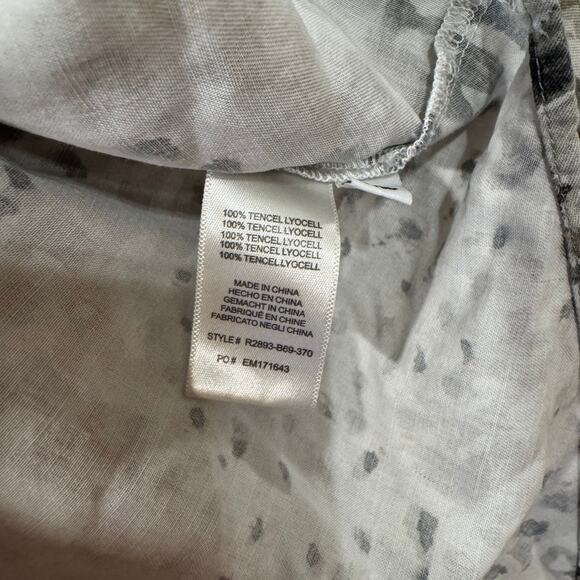 100% TENCEL LYOCELL
100% TENCEL LYOCELL
100% TENCEL LYOCELL
100% TENCEL LYOCELL
100% TENCEL LYOCELL
MADE IN CHINA
HECHO EN CHINA
GEMACHT IN CHINA
FABRIQUÉ EN CHINE
FABRICATO NEGLI CHINA
STYLE# R2893-B69-370
PO# EM171643